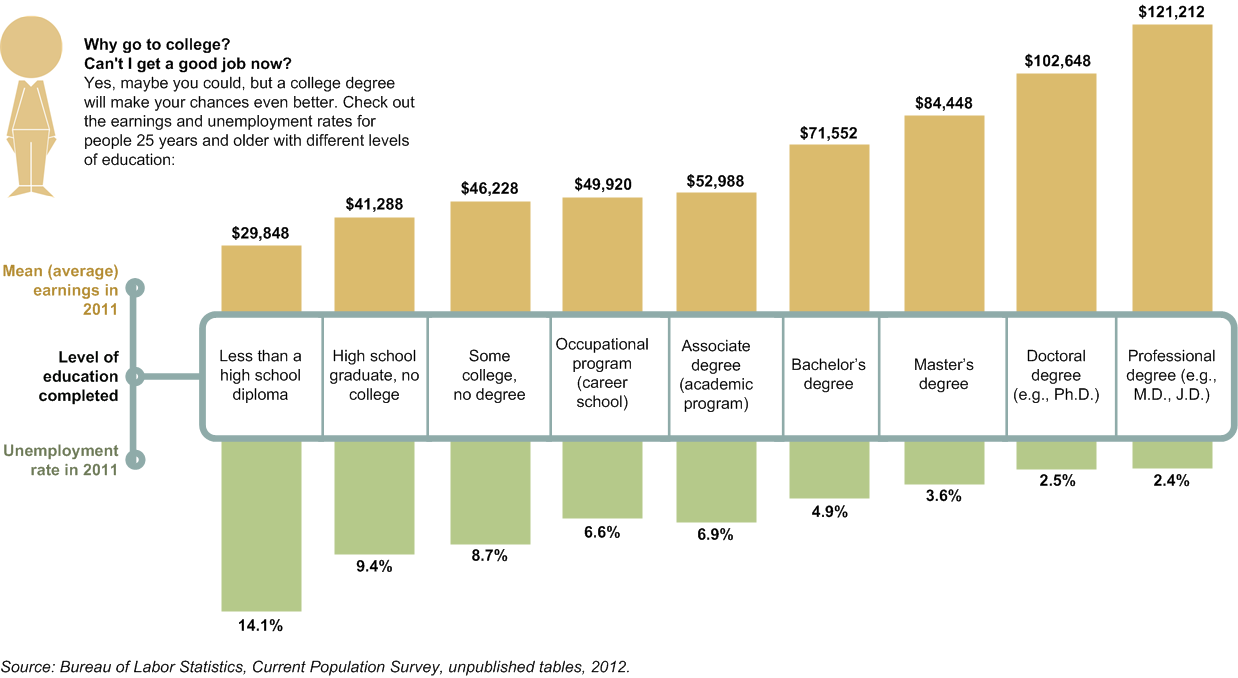 Why go to college?
Can't I get a good job now?
Yes, maybe you could, but a college degree
will make your chances even better. Check out
the earnings and unemployment rates for
people 25 years and older with different levels
of education:
$29,848
$41,288
$46,228
$49,920
$52,988
$71,552
$84,448
$102,648
$121,212
Mean (average)
earnings in
2011
Level of
education
completed
Less than a
high school
diploma
High school
graduate, no
college
Some
college,
no degree
Occupational
program
(career
school)
Associate
degree
(academic
program)
Bachelor’s
degree
Master’s
degree
Doctoral
degree
(e.g., Ph.D.)
Professional
degree (e.g.,
M.D., J.D.)
Unemployment
rate in 2011
14.1%
9.4%
8.7%
6.6%
6.9%
4.9%
3.6%
2.5%
2.4%
Source: Bureau of Labor Statistics, Current Population Survey, unpublished tables, 2012.